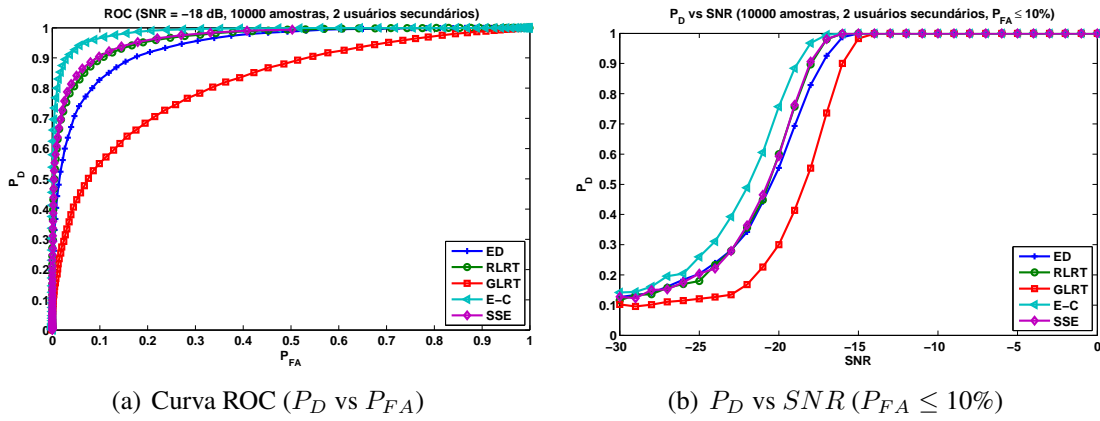 ROC (SNR = −18 dB, 10000 amostras, 2 usuários secundários)
1
0.9
0.8
0.7
0.6
0.5
0.4
0.3
0.2
0.1
0
P_D
0 0.1 0.2 0.3 0.4 0.5 0.6 0.7 0.8 0.9 1
P_FA
ED
RLRT
GLRT
E−C
SSE
(a) Curva ROC (P_D vs P_FA)
P_D vs SNR (10000 amostras, 2 usuários secundários, P_FA ≤ 10%)
1
0.9
0.8
0.7
0.6
0.5
0.4
0.3
0.2
0.1
0
P_D
−30 −25 −20 −15 −10 −5 0
SNR
ED
RLRT
GLRT
E−C
SSE
(b) P_D vs SNR (P_FA ≤ 10%)